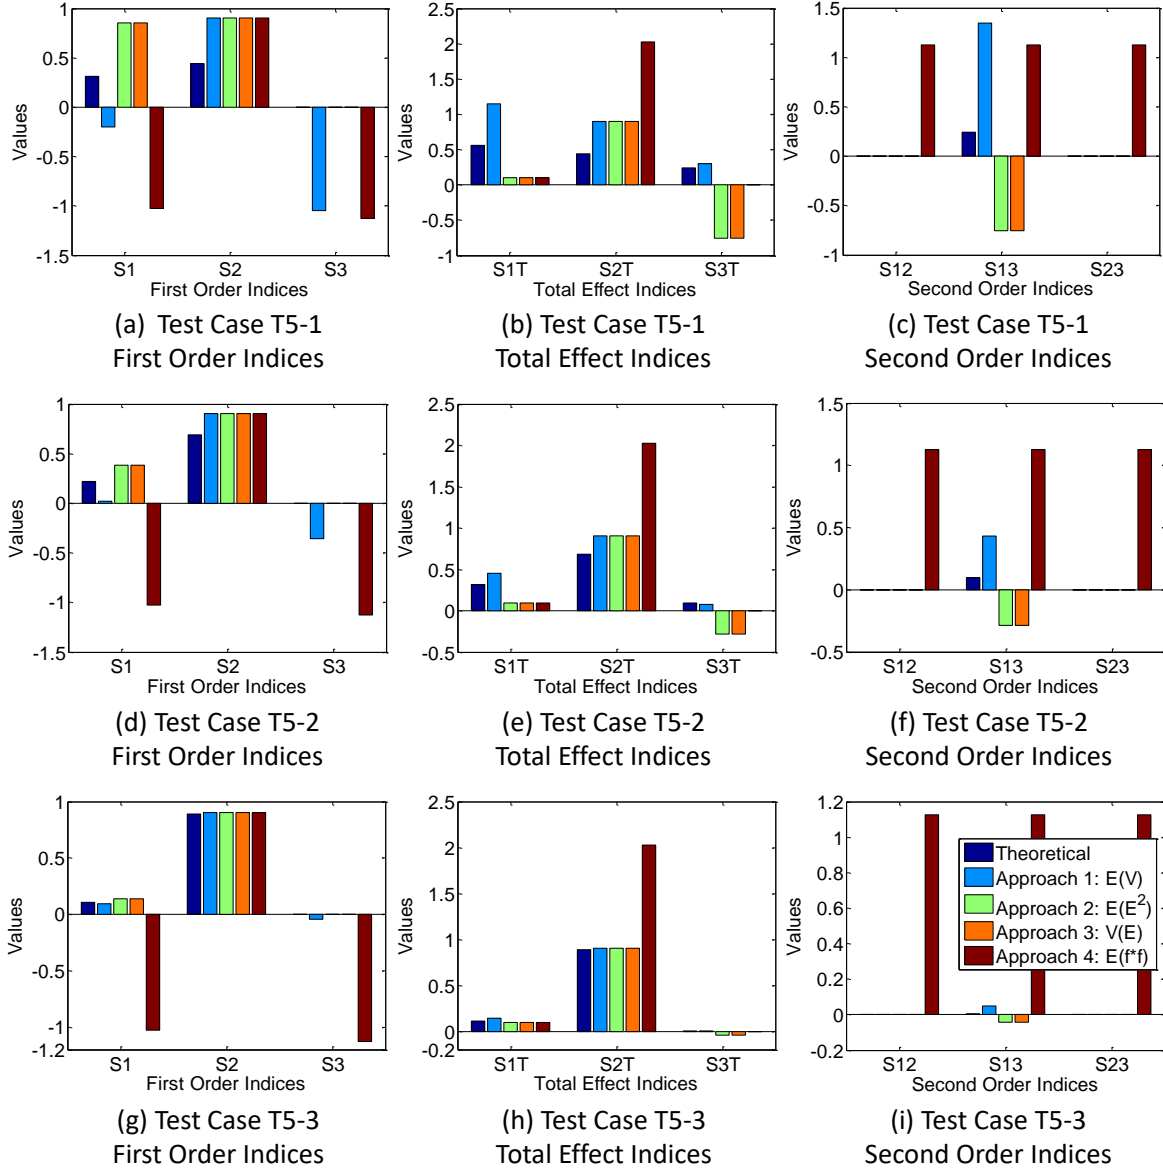 1
0.5
0
-0.5
-1
-1.5
Values
S1 S2 S3
First Order Indices
(a) Test Case T5-1
First Order Indices
2.5
2
1.5
1
0.5
0
-0.5
-1
Values
S1T S2T S3T
Total Effect Indices
(b) Test Case T5-1
Total Effect Indices
1.5
1
0.5
0
-0.5
-1
Values
S12 S13 S23
Second Order Indices
(c) Test Case T5-1
Second Order Indices
1
0.5
0
-0.5
-1
-1.5
Values
S1 S2 S3
First Order Indices
(d) Test Case T5-2
First Order Indices
2.5
2
1.5
1
0.5
0
-0.5
Values
S1T S2T S3T
Total Effect Indices
(e) Test Case T5-2
Total Effect Indices
1.5
1
0.5
0
-0.5
Values
S12 S13 S23
Second Order Indices
(f) Test Case T5-2
Second Order Indices
1
0.5
0
-0.5
-1
-1.2
Values
S1 S2 S3
First Order Indices
(g) Test Case T5-3
First Order Indices
2.5
2
1.5
1
0.5
0
-0.2
Values
S1T S2T S3T
Total Effect Indices
(h) Test Case T5-3
Total Effect Indices
1.2
1
0.8
0.6
0.4
0.2
0
-0.2
Values
Theoretical
Approach 1: E(V)
Approach 2: E(E²)
Approach 3: V(E)
Approach 4: E(f*f)
S12 S13 S23
Second Order Indices
(i) Test Case T5-3
Second Order Indices